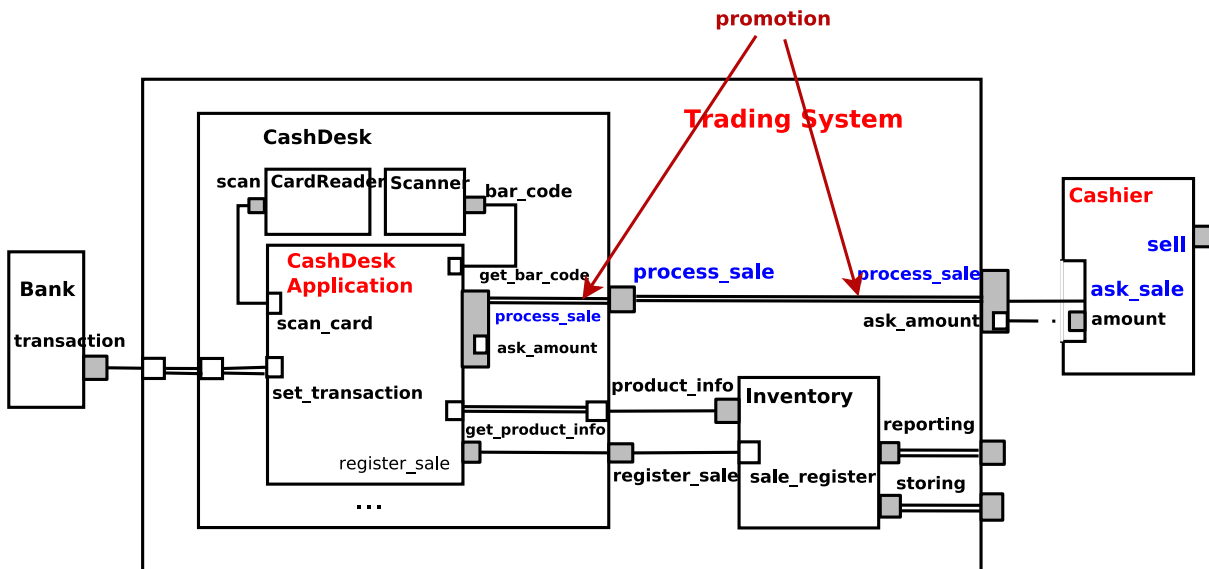 promotion
Trading System
CashDesk
scan
CardReader
Scanner
bar_code
Cashier
sell
CashDesk
Application
get_bar_code
process_sale
process_sale
Bank
ask_sale
scan_card
process_sale
ask_amount
amount
transaction
ask_amount
set_transaction
product_info
Inventory
get_product_info
reporting
register_sale
register_sale
sale_register
storing
...